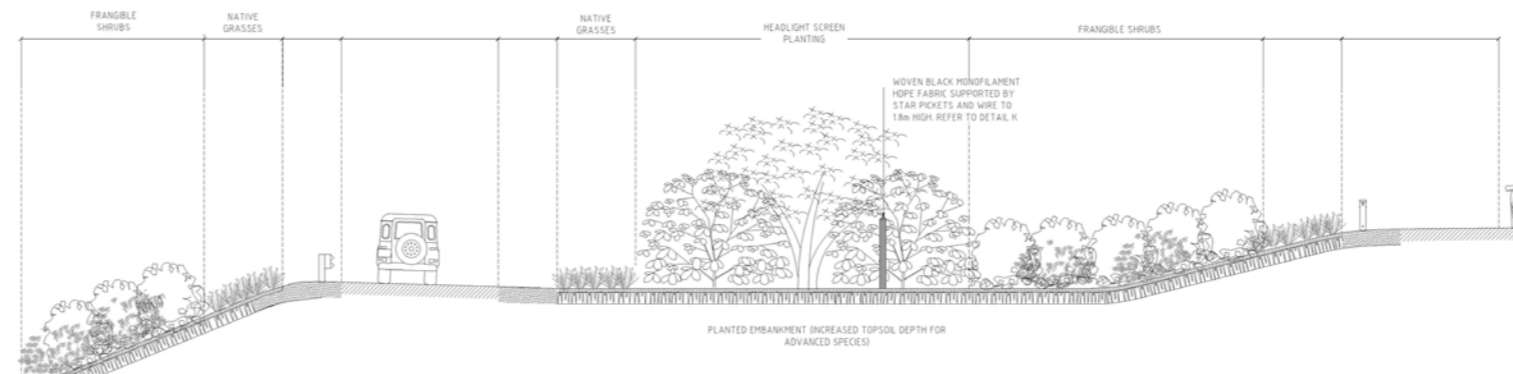 FRANGIBLE
SHRUBS
NATIVE
GRASSES
NATIVE
GRASSES
HEADLIGHT SCREEN
PLANTING
FRANGIBLE SHRUBS
WOVEN BLACK MONOFILAMENT
HDPE FABRIC SUPPORTED BY
STAR PICKETS AND WIRE TO
1.8m HIGH. REFER TO DETAIL K
PLANTED EMBANKMENT (INCREASED TOPSOIL DEPTH FOR
ADVANCED SPECIES)